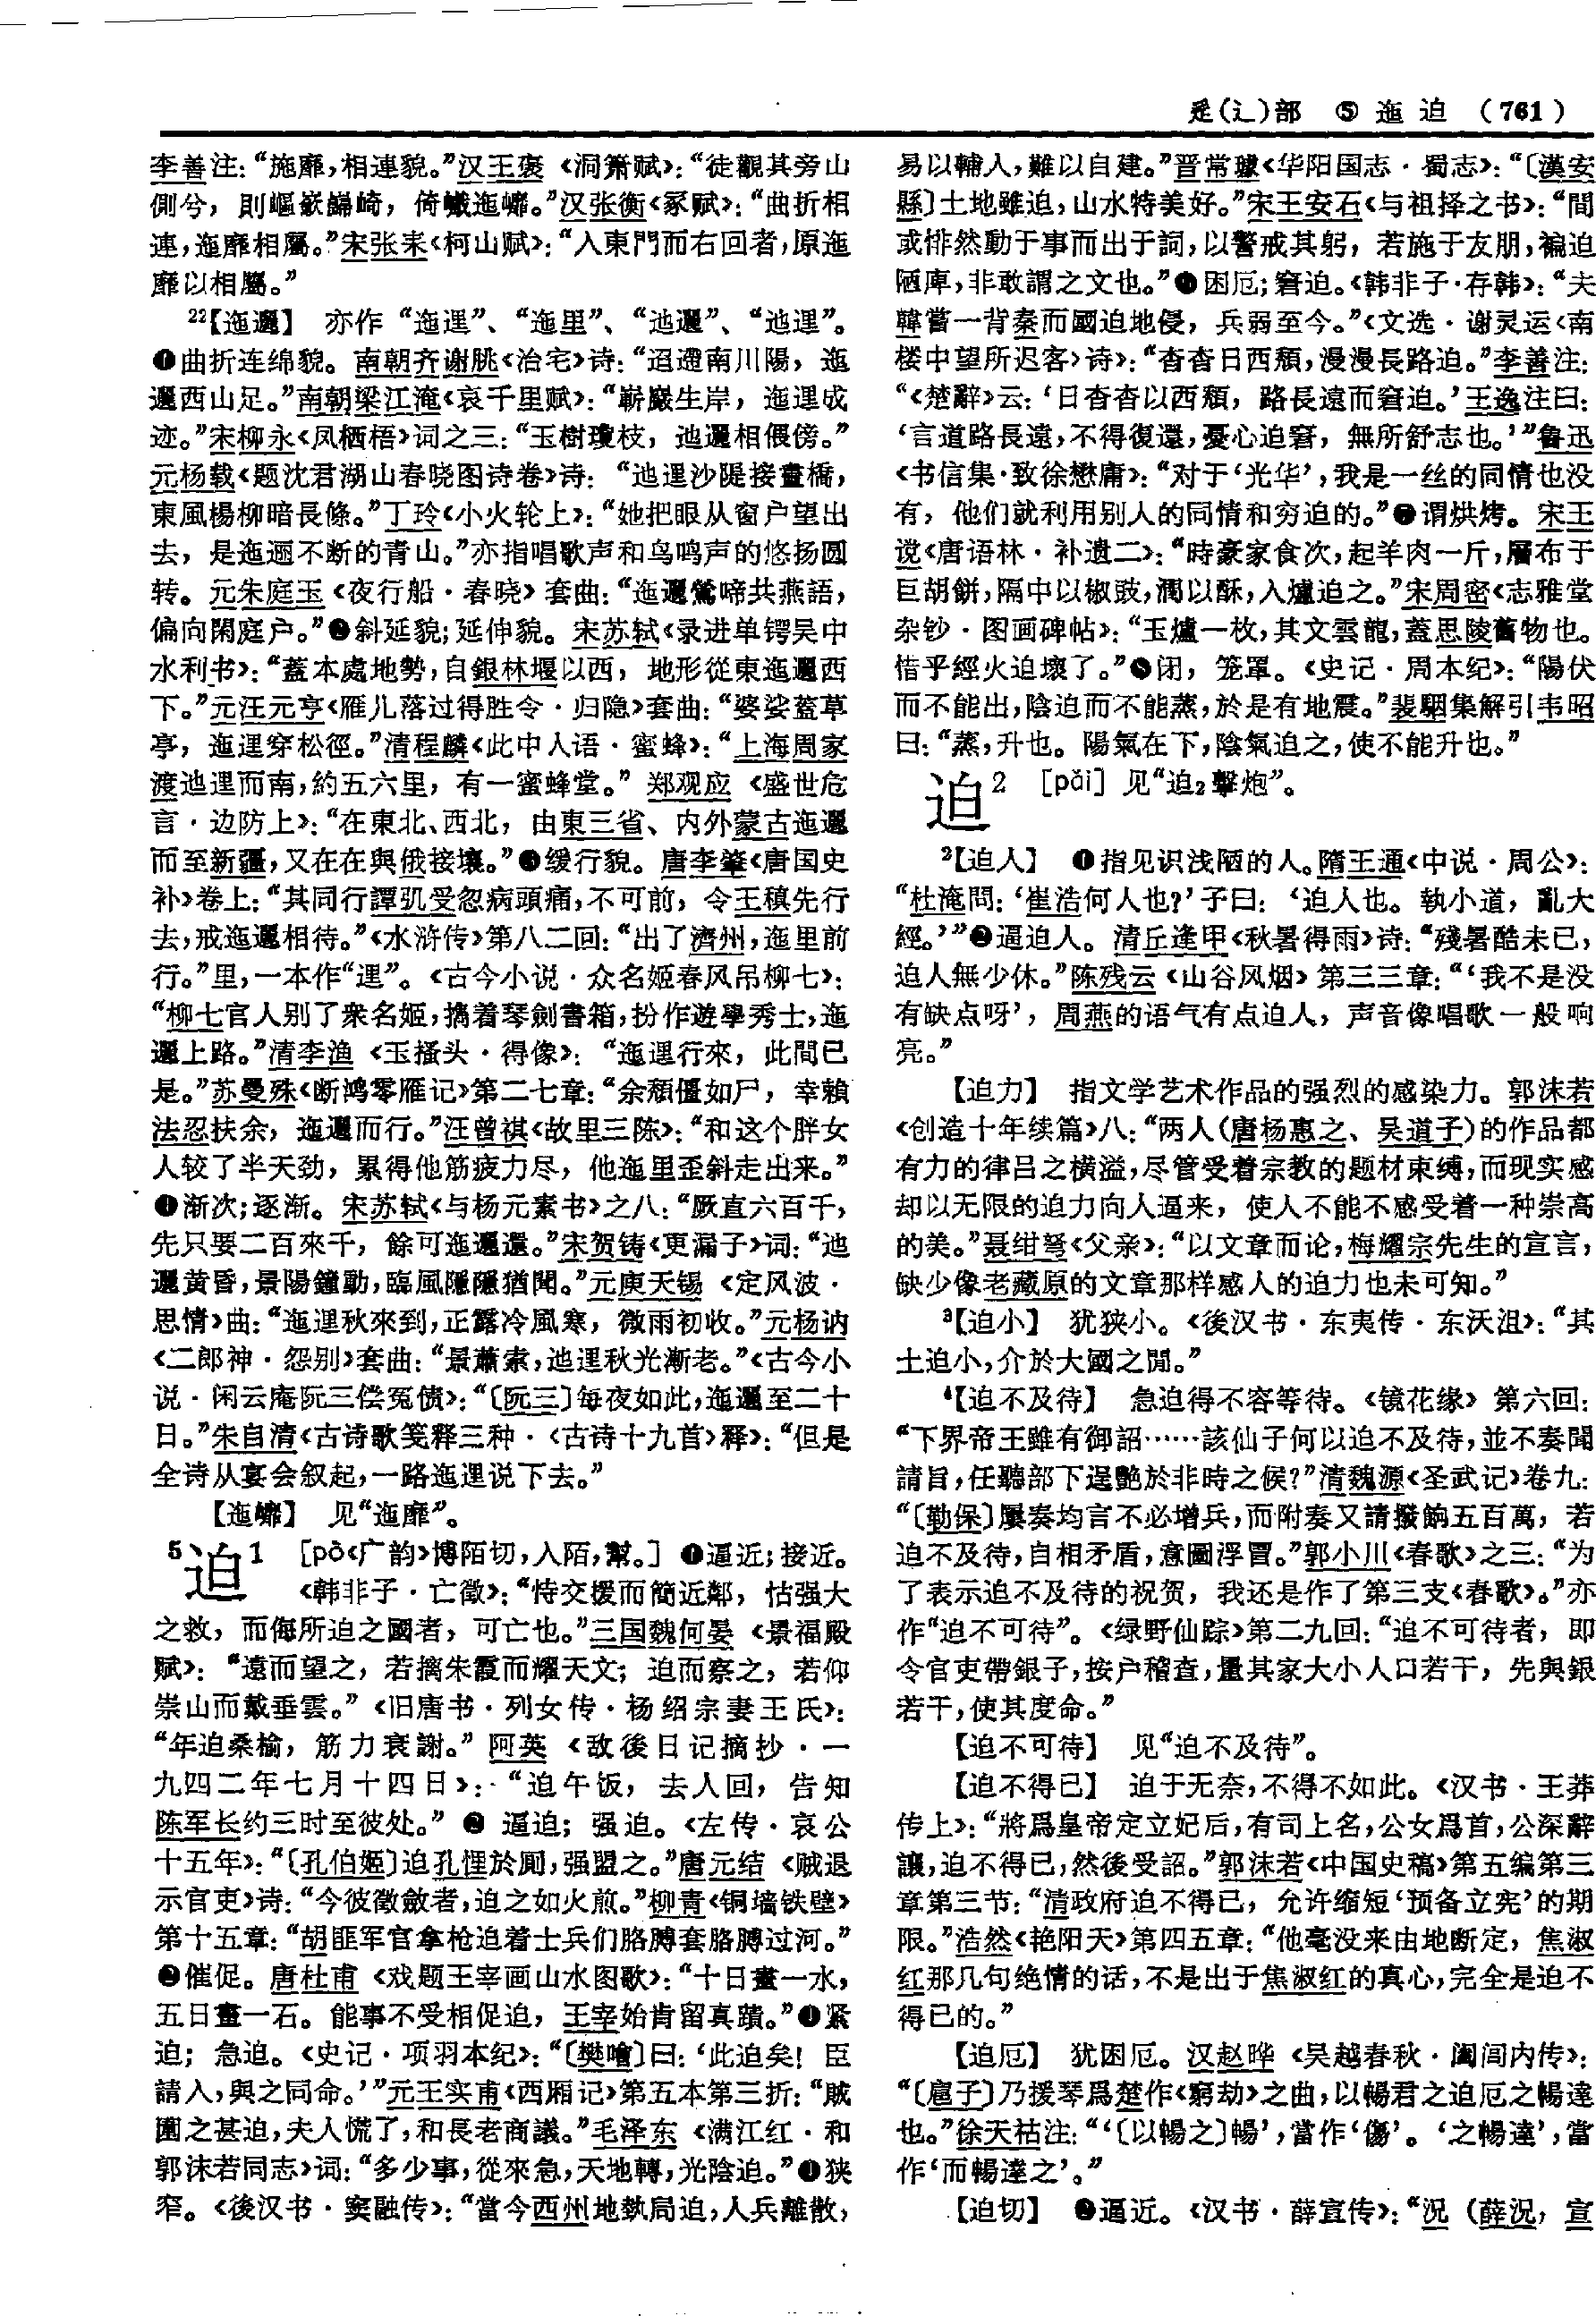 辵(辶)部 ⑤ 迤 迫 (761)
李善注：“施靡，相連貌。”汉王褒《洞箫赋》：“徒觀其旁山
側兮，則嶇嶔巋崎，倚巇迤㠧。”汉张衡《冢赋》：“曲折相
連，迤靡相屬。”宋张耒《柯山赋》：“入東門而右回者，原迤
靡以相屬。”
22【迤邐】 亦作“迤逞”、“迤里”、“迆邐”、“迆逞”。
❶曲折连绵貌。南朝齐谢朓《治宅》诗：“迢遰南川陽，迤
邐西山足。”南朝梁江淹《哀千里赋》：“嶄巖生岸，迤逞成
迹。”宋柳永《凤栖梧》词之三：“玉樹瓊枝，迆邐相偎傍。”
元杨载《题沈君湖山春晓图诗卷》诗：“迆逞沙隄接畫橋，
東風楊柳暗長條。”丁玲《小火轮上》：“她把眼从窗户望出
去，是迤逦不断的青山。”亦指唱歌声和鸟鸣声的悠扬圆
转。元朱庭玉《夜行船·春晓》套曲：“迤邐鶯啼共燕語，
偏向閑庭户。”❷斜延貌；延伸貌。宋苏轼《录进单锷吴中
水利书》：“蓋本處地勢，自銀林堰以西，地形從東迤邐西
下。”元汪元亨《雁儿落过得胜令·归隐》套曲：“婆娑蓋草
亭，迤逞穿松徑。”清程麟《此中人语·蜜蜂》：“上海周家
渡迆逞而南，約五六里，有一蜜蜂堂。”郑观应《盛世危
言·边防上》：“在東北、西北，由東三省、内外蒙古迤邐
而至新疆，又在在與俄接壤。”❸缓行貌。唐李肇《唐国史
补》卷上：“其同行譚釩受忽病頭痛，不可前，令王稹先行
去，戒迤邐相待。”《水浒传》第八二回：“出了濟州，迤里前
行。”里，一本作“逞”。《古今小说·众名姬春风吊柳七》：
“柳七官人别了衆名姬，携着琴劍書箱，扮作遊學秀士，迤
邐上路。”清李渔《玉搔头·得像》：“迤逞行來，此間已
是。”苏曼殊《断鸿零雁记》第二七章：“余頹僵如尸，幸賴
法忍扶余，迤邐而行。”汪曾祺《故里三陈》：“和这个胖女
人较了半天劲，累得他筋疲力尽，他迤里歪斜走出来。”
❹渐次；逐渐。宋苏轼《与杨元素书》之八：“厥直六百千，
先只要二百來千，餘可迤邐還。”宋贺铸《更漏子》词：“迆
邐黄昏，景陽鐘動，臨風隱隱猶聞。”元庾天锡《定风波·
思情》曲：“迤逞秋來到，正露冷風寒，微雨初收。”元杨讷
《二郎神·怨别》套曲：“景蕭索，迆逞秋光漸老。”《古今小
说·闲云庵阮三偿冤债》：“〔阮三〕每夜如此，迤邐至二十
日。”朱自清《古诗歌笺释三种·〈古诗十九首〉释》：“但是
全诗从宴会叙起，一路迤逞说下去。”
【迤㠧】 见“迤靡”。
5迫1 [pò《广韵》博陌切，入陌，幫。] ❶逼近；接近。
《韩非子·亡徵》：“恃交援而簡近鄰，怙强大
之救，而侮所迫之國者，可亡也。”三国魏何晏《景福殿
赋》：“遠而望之，若摛朱霞而耀天文；迫而察之，若仰
崇山而戴垂雲。”《旧唐书·列女传·杨绍宗妻王氏》：
“年迫桑榆，筋力衰謝。”阿英《敌後日记摘抄·一
九四二年七月十四日》：“迫午饭，去人回，告知
陈军长约三时至彼处。”❷逼迫；强迫。《左传·哀公
十五年》：“〔孔伯姬〕迫孔悝於厠，强盟之。”唐元结《贼退
示官吏》诗：“今彼徵斂者，迫之如火煎。”柳青《铜墙铁壁》
第十五章：“胡匪军官拿枪迫着士兵们胳膊套胳膊过河。”
❸催促。唐杜甫《戏题王宰画山水图歌》：“十日畫一水，
五日畫一石。能事不受相促迫，王宰始肯留真蹟。”❹紧
迫；急迫。《史记·项羽本纪》：“〔樊噲〕曰：‘此迫矣！臣
請入，與之同命。’”元王实甫《西厢记》第五本第三折：“贼
圍之甚迫，夫人慌了，和長老商議。”毛泽东《满江红·和
郭沫若同志》词：“多少事，從來急，天地轉，光陰迫。”❺狭
窄。《後汉书·窦融传》：“當今西州地埶局迫，人兵離散，
易以輔人，難以自建。”晋常璩《华阳国志·蜀志》：“〔漢安
縣〕土地雖迫，山水特美好。”宋王安石《与祖择之书》：“間
或悱然動于事而出于詞，以警戒其躬，若施于友朋，褊迫
陋庳，非敢謂之文也。”❻困厄；窘迫。《韩非子·存韩》：“夫
韓嘗一背秦而國迫地侵，兵弱至今。”《文选·谢灵运〈南
楼中望所迟客〉诗》：“杳杳日西頹，漫漫長路迫。”李善注：
“《楚辭》云：‘日杳杳以西頹，路長遠而窘迫。’王逸注曰：
‘言道路長遠，不得復還，憂心迫窘，無所舒志也。’”鲁迅
《书信集·致徐懋庸》：“对于‘光华’，我是一丝的同情也没
有，他们就利用别人的同情和穷迫的。”❼谓烘烤。宋王
谠《唐语林·补遗二》：“時豪家食次，起羊肉一斤，層布于
巨胡餅，隔中以椒豉，潤以酥，入爐迫之。”宋周密《志雅堂
杂钞·图画碑帖》：“玉爐一枚，其文雲龍，蓋思陵舊物也。
惜乎經火迫壞了。”❽闭，笼罩。《史记·周本纪》：“陽伏
而不能出，陰迫而不能蒸，於是有地震。”裴駰集解引韦昭
曰：“蒸，升也。陽氣在下，陰氣迫之，使不能升也。”
迫2 [pǎi] 见“迫2擊炮”。
2【迫人】 ❶指见识浅陋的人。隋王通《中说·周公》：
“杜淹問：‘崔浩何人也？’子曰：‘迫人也。執小道，亂大
經。’”❷逼迫人。清丘逢甲《秋暑得雨》诗：“殘暑酷未已，
迫人無少休。”陈残云《山谷风烟》第三三章：“‘我不是没
有缺点呀’，周燕的语气有点迫人，声音像唱歌一般响
亮。”
【迫力】 指文学艺术作品的强烈的感染力。郭沫若
《创造十年续篇》八：“两人（唐杨惠之、吴道子）的作品都
有力的律吕之横溢，尽管受着宗教的题材束缚，而现实感
却以无限的迫力向人逼来，使人不能不感受着一种崇高
的美。”聂绀弩《父亲》：“以文章而论，梅耀宗先生的宣言，
缺少像老藏原的文章那样感人的迫力也未可知。”
3【迫小】 犹狭小。《後汉书·东夷传·东沃沮》：“其
土迫小，介於大國之閒。”
4【迫不及待】 急迫得不容等待。《镜花缘》第六回：
“下界帝王雖有御詔……該仙子何以迫不及待，並不奏聞
請旨，任聽部下逞艷於非時之候？”清魏源《圣武记》卷九：
“〔勒保〕屢奏均言不必增兵，而附奏又請撥餉五百萬，若
迫不及待，自相矛盾，意圖浮冒。”郭小川《春歌》之三：“为
了表示迫不及待的祝贺，我还是作了第三支《春歌》。”亦
作“迫不可待”。《绿野仙踪》第二九回：“迫不可待者，即
令官吏帶銀子，按户稽查，量其家大小人口若干，先與銀
若干，使其度命。”
【迫不可待】 见“迫不及待”。
【迫不得已】 迫于无奈，不得不如此。《汉书·王莽
传上》：“將爲皇帝定立妃后，有司上名，公女爲首，公深辭
讓，迫不得已，然後受詔。”郭沫若《中国史稿》第五编第三
章第三节：“清政府迫不得已，允许缩短‘预备立宪’的期
限。”浩然《艳阳天》第四五章：“他毫没来由地断定，焦淑
红那几句绝情的话，不是出于焦淑红的真心，完全是迫不
得已的。”
【迫厄】 犹困厄。汉赵晔《吴越春秋·阖闾内传》：
“〔扈子〕乃援琴爲楚作《窮劫》之曲，以暢君之迫厄之暢達
也。”徐天祜注：“‘〔以暢之〕暢’，當作‘傷’。‘之暢達’，當
作‘而暢達之’。”
【迫切】 ❷逼近。《汉书·薛宣传》：“況（薛況，宣